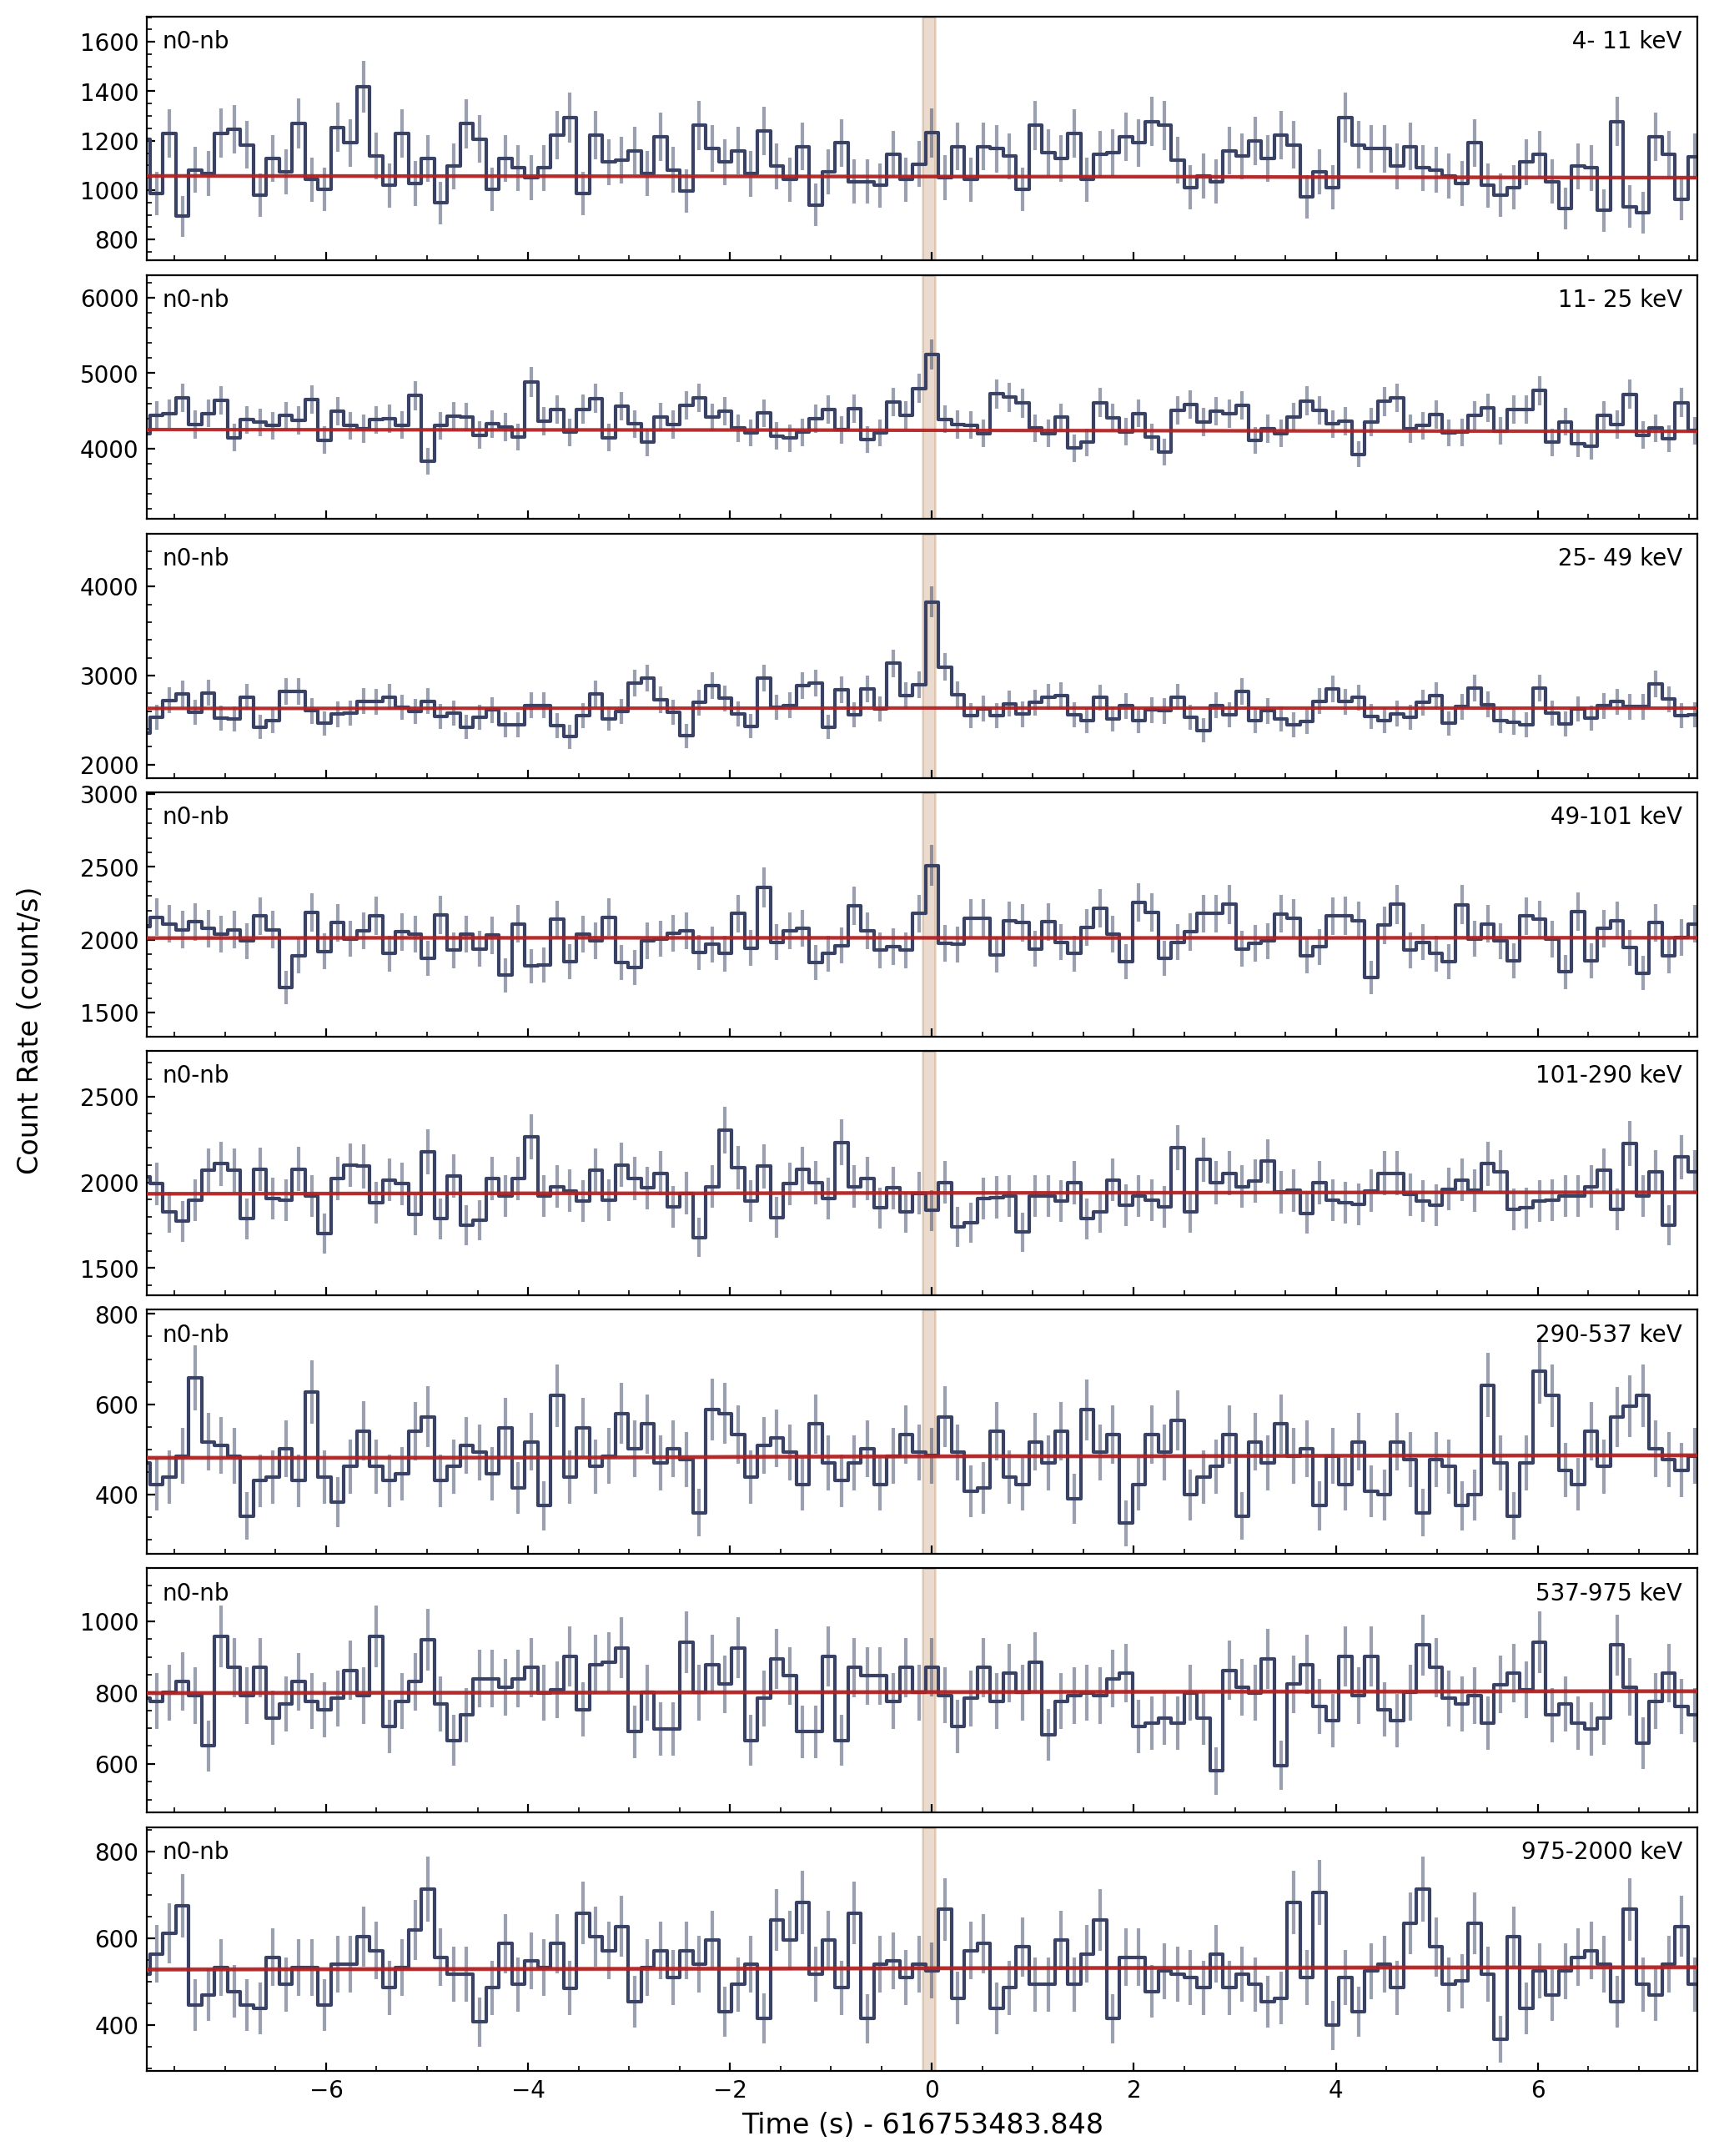 n0-nb 4- 11 keV
1600
1400
1200
1000
800
n0-nb 11- 25 keV
6000
5000
4000
n0-nb 25- 49 keV
4000
3000
2000
n0-nb 49-101 keV
3000
2500
2000
1500
n0-nb 101-290 keV
2500
2000
1500
n0-nb 290-537 keV
800
600
400
n0-nb 537-975 keV
1000
800
600
n0-nb 975-2000 keV
800
600
400
−6 −4 −2 0 2 4 6
Time (s) - 616753483.848
Count Rate (count/s)